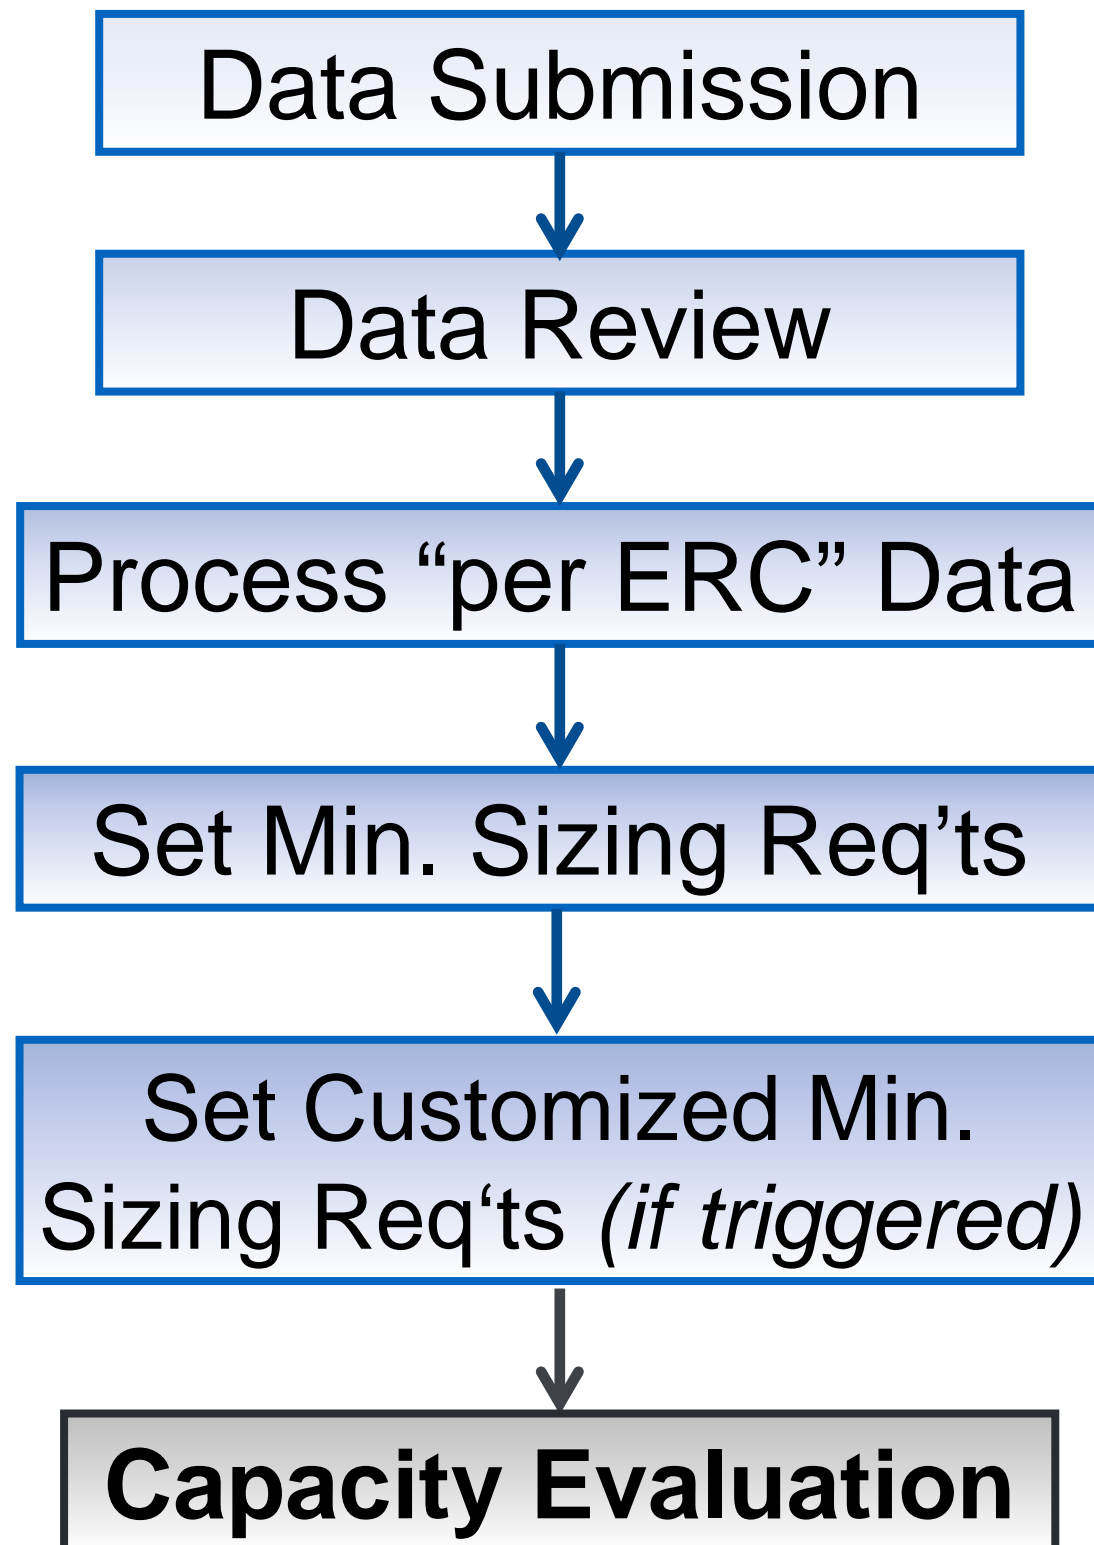 Data Submission
Data Review
Process “per ERC” Data
Set Min. Sizing Req’ts
Set Customized Min.
Sizing Req‘ts (if triggered)
Capacity Evaluation